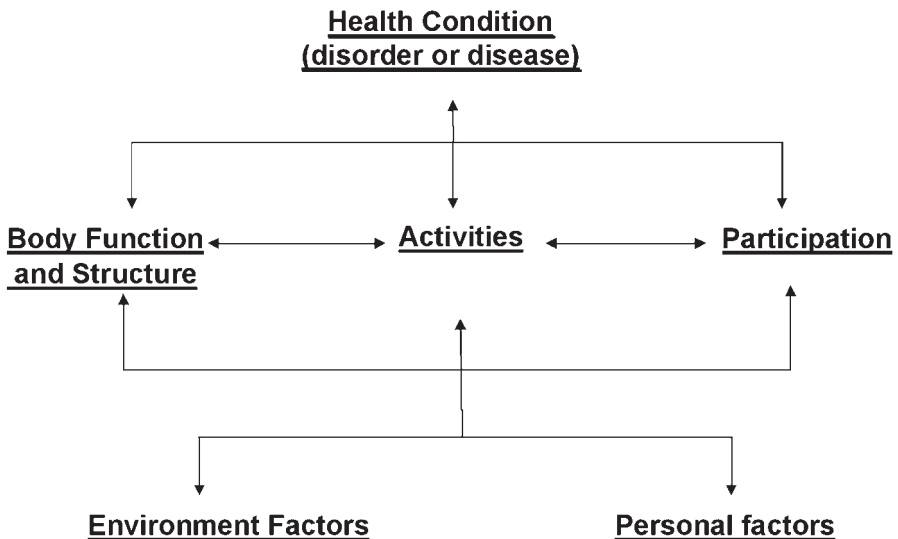 Health Condition
(disorder or disease)
Body Function
and Structure
Activities
Participation
Environment Factors
Personal factors